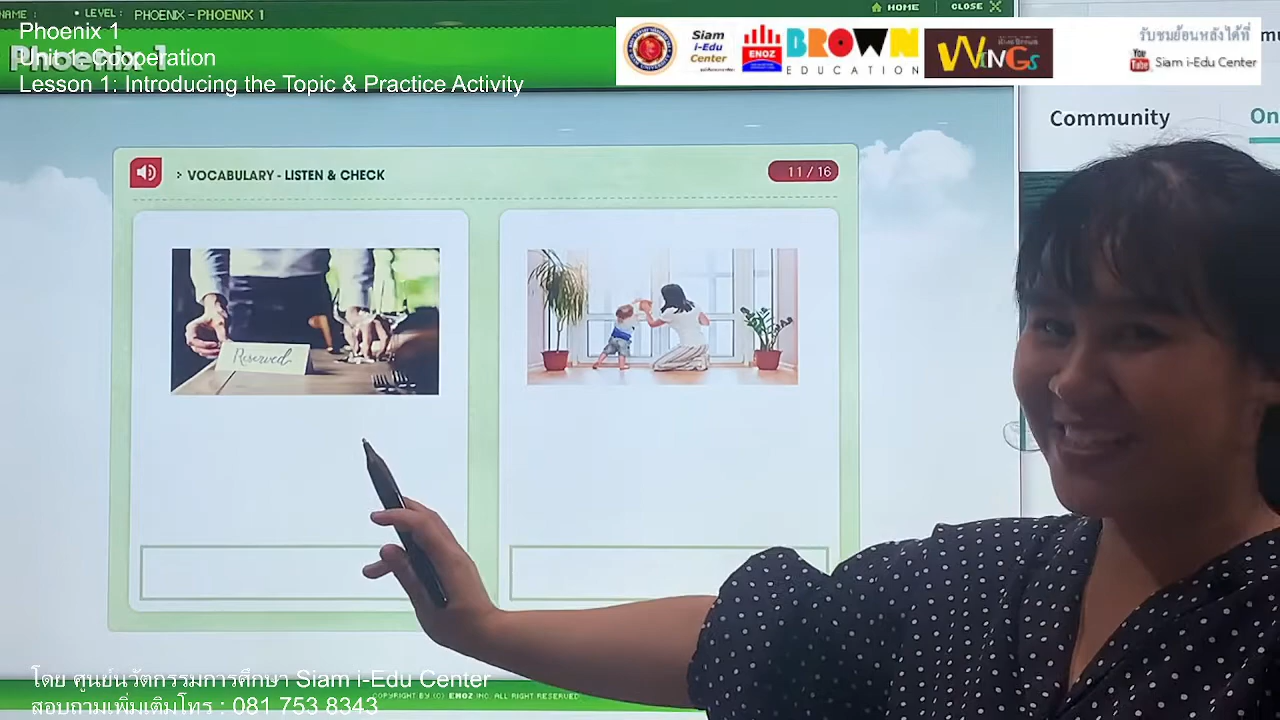 NAME : • LEVEL: PHOENIX - PHOENIX 1
HOME
CLOSE
Phoenix 1
Phoenix 1
Unit 1: Cooperation
Lesson 1: Introducing the Topic & Practice Activity
Siam
i-Edu
Center
ENOZ
BROWN
EDUCATION
WINGS
รับชมย้อนหลังได้ที่
You
Tube
Siam i-Edu Center
Community
On
VOCABULARY - LISTEN & CHECK
11 / 16
Reserved
โดย ศูนย์นวัตกรรมการศึกษา Siam i-Edu Center
COPYRIGHT BY (C) ENOZ INC. ALL RIGHT RESERVED
สอบถามเพิ่มเติมโทร : 081 753 8343